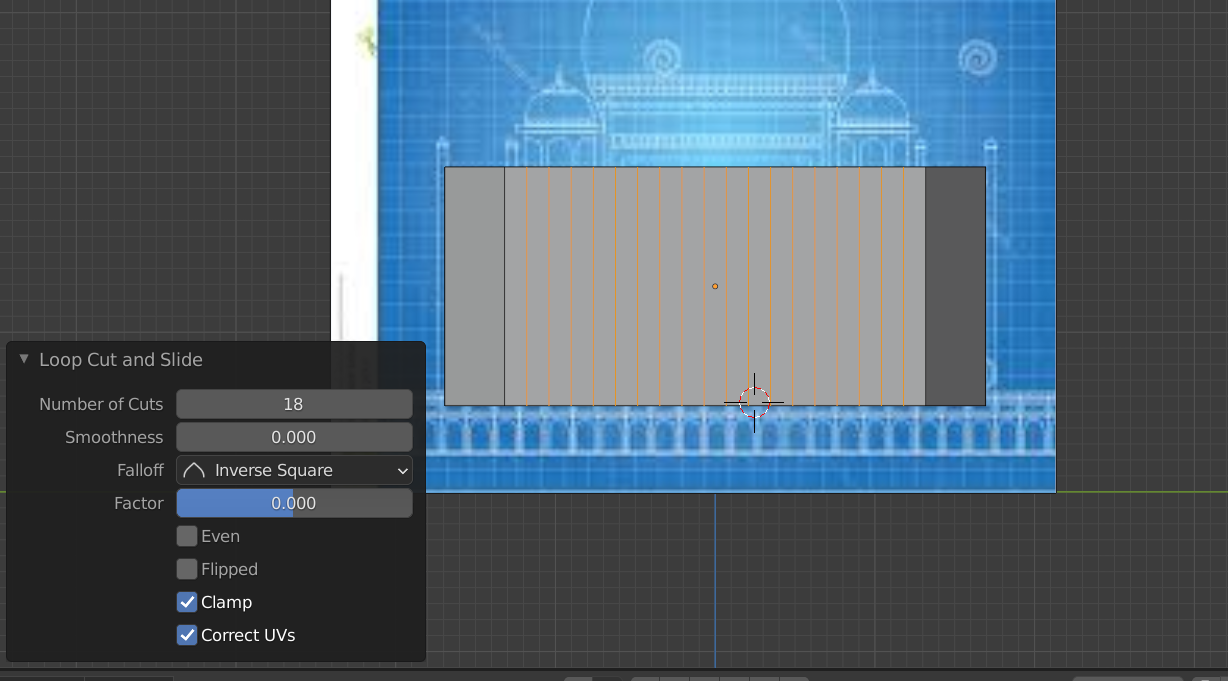 Loop Cut and Slide
Number of Cuts 18
Smoothness 0.000
Falloff Inverse Square
Factor 0.000
Even
Flipped
Clamp
Correct UVs